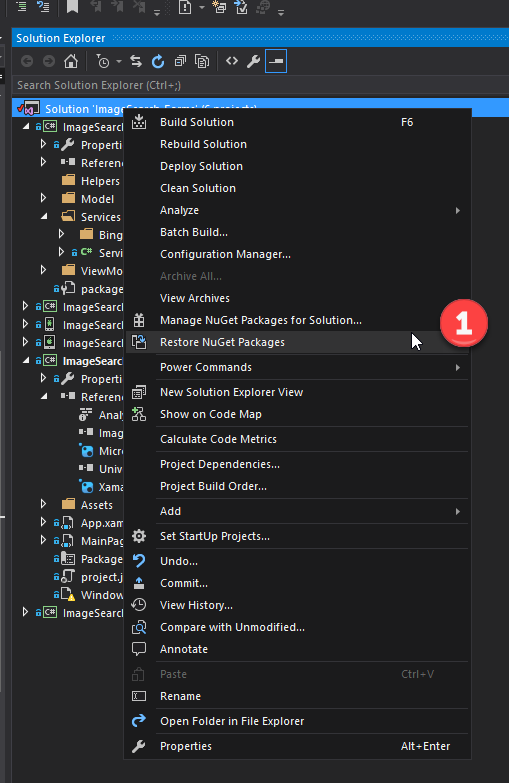 Solution Explorer
Search Solution Explorer (Ctrl+;)
Solution 'ImageSearch.Forms' (6 projects)
C# ImageSearch
Properti
Referen
Helpers
Model
Services
Bing
C# Servi
ViewMo
package
C# ImageSearch
ImageSearch
ImageSearch
C# ImageSearc
Properti
Referen
Analy
Imag
Micro
Univ
Xama
Assets
App.xam
MainPag
Package
project.j
Window
C# ImageSearch
Build Solution F6
Rebuild Solution
Deploy Solution
Clean Solution
Analyze
Batch Build...
Configuration Manager...
Archive All...
View Archives
Manage NuGet Packages for Solution...
Restore NuGet Packages
1
Power Commands
New Solution Explorer View
Show on Code Map
Calculate Code Metrics
Project Dependencies...
Project Build Order...
Add
Set StartUp Projects...
Undo...
Commit...
View History...
Compare with Unmodified...
Annotate
Paste Ctrl+V
Rename
Open Folder in File Explorer
Properties Alt+Enter